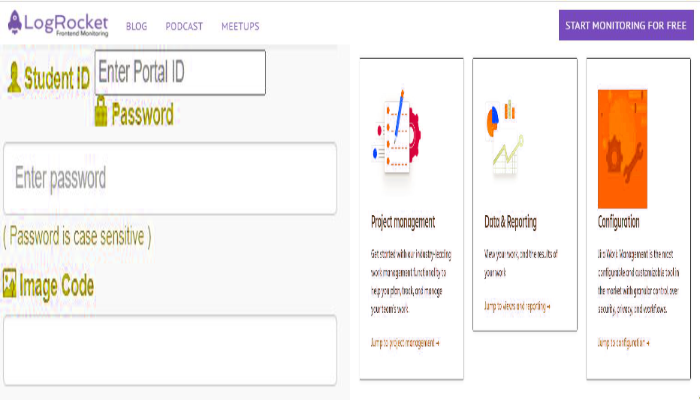 LogRocket
Frontend Monitoring
BLOG
PODCAST
MEETUPS
START MONITORING FOR FREE
Student ID
Enter Portal ID
Password
Enter password
( Password is case sensitive )
Image Code
Project management
Get started with our industry-leading
work management functionality to
help you plan, track, and manage
your team's work
Jump to project management →
Data & Reporting
View your work, and the results of
your work
Jump to views and reporting →
Configuration
Jira Work Management is the most
configurable and customizable tool in
the market with granular control over
security, privacy, and workflows.
Jump to configuration →